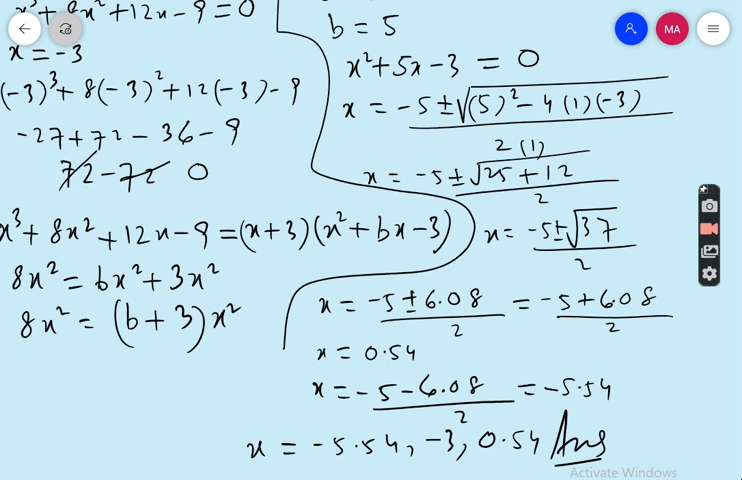 x³ + 8x² + 12x - 9 = 0
x = -3
(-3)³ + 8(-3)² + 12(-3) - 9
-27 + 72 - 36 - 9
72 - 72 0
x³ + 8x² + 12x - 9 = (x+3)(x² + bx - 3)
8x² = bx² + 3x²
8x² = (b + 3)x²
b = 5
x² + 5x - 3 = 0
x = -5 ± √(5)² - 4(1)(-3)
2(1)
x = -5 ± √25 + 12
2
x = -5 ± √37
2
x = -5 ± 6.08 = -5 + 6.08
2 2
x = 0.54
x = -5 - 6.08 = -5.54
2
x = -5.54, -3, 0.54 Ans
MA
Activate Windows